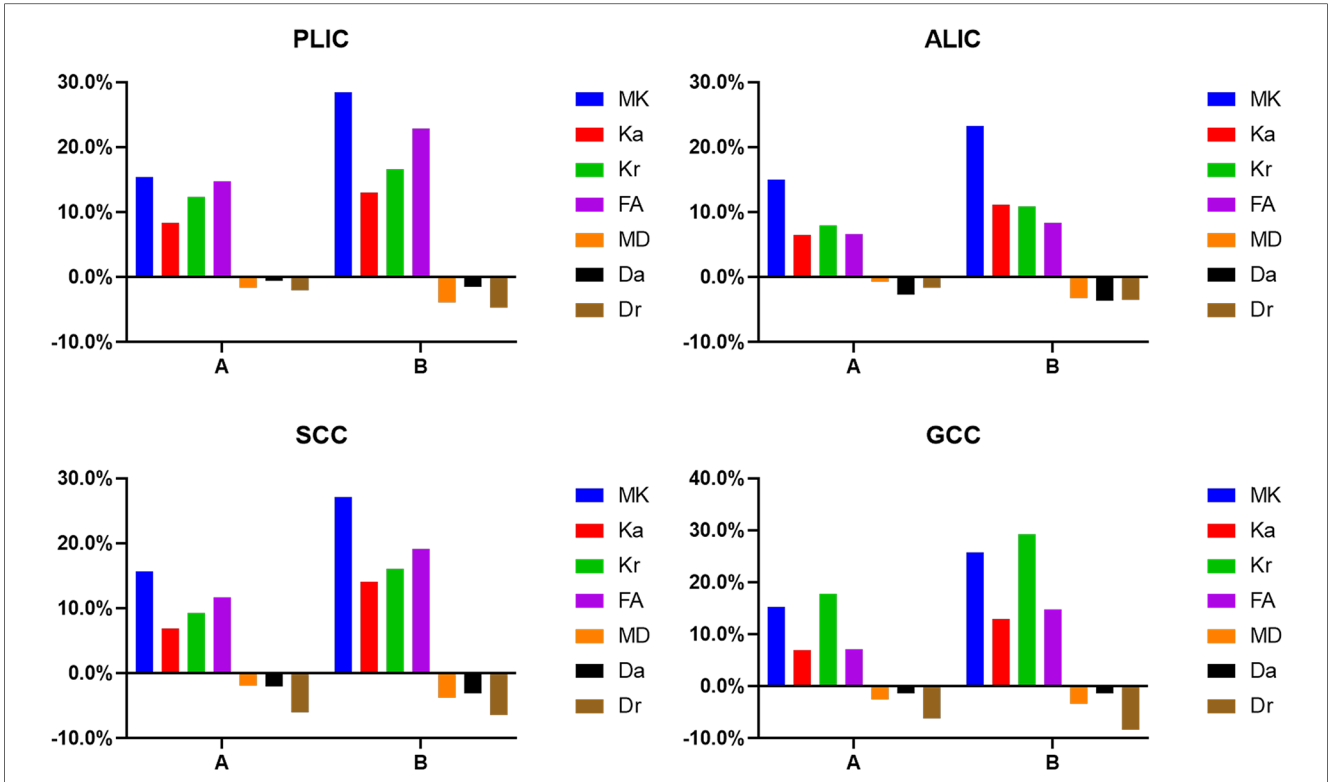 PLIC
30.0%
20.0%
10.0%
0.0%
-10.0%
A B
MK
Ka
Kr
FA
MD
Da
Dr
ALIC
30.0%
20.0%
10.0%
0.0%
-10.0%
A B
MK
Ka
Kr
FA
MD
Da
Dr
SCC
30.0%
20.0%
10.0%
0.0%
-10.0%
A B
MK
Ka
Kr
FA
MD
Da
Dr
GCC
40.0%
30.0%
20.0%
10.0%
0.0%
-10.0%
A B
MK
Ka
Kr
FA
MD
Da
Dr